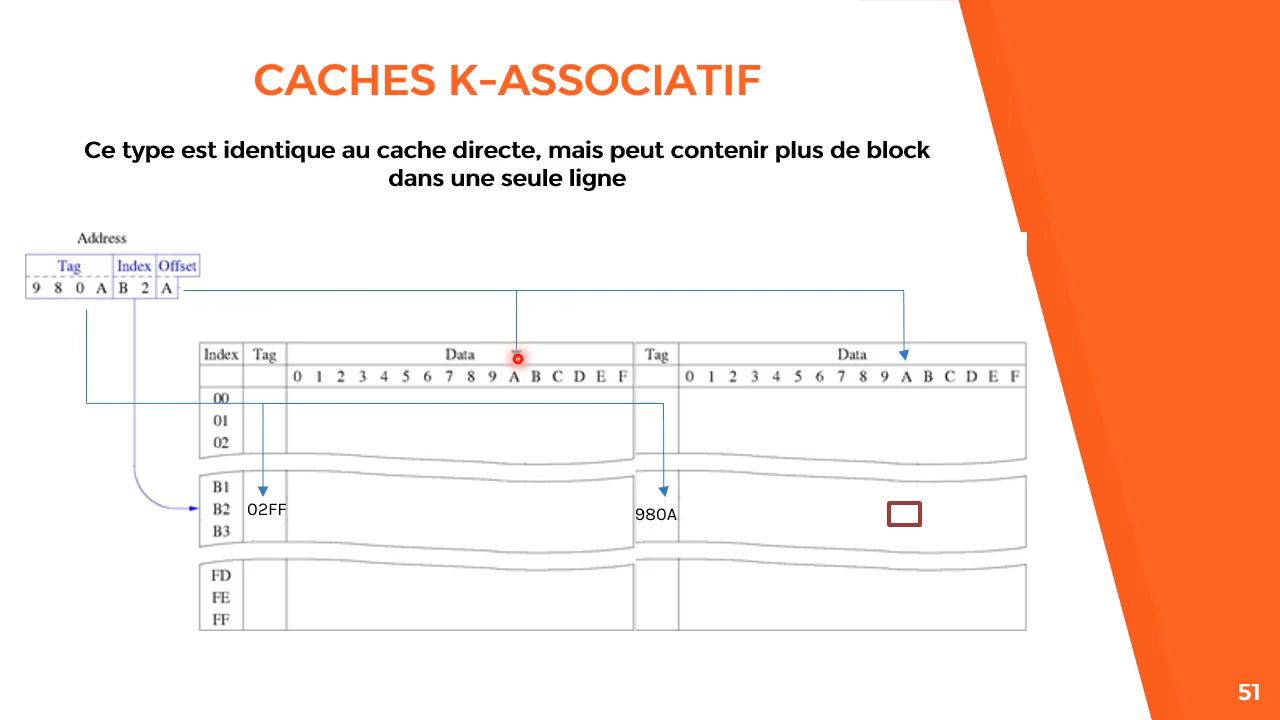 CACHES K-ASSOCIATIF
Ce type est identique au cache directe, mais peut contenir plus de block
dans une seule ligne
Address
Tag Index Offset
9 8 0 A B 2 A
Index Tag Data Tag Data
0 1 2 3 4 5 6 7 8 9 A B C D E F 0 1 2 3 4 5 6 7 8 9 A B C D E F
00
01
02
B1
B2 02FF 980A
B3
FD
FE
FF
51